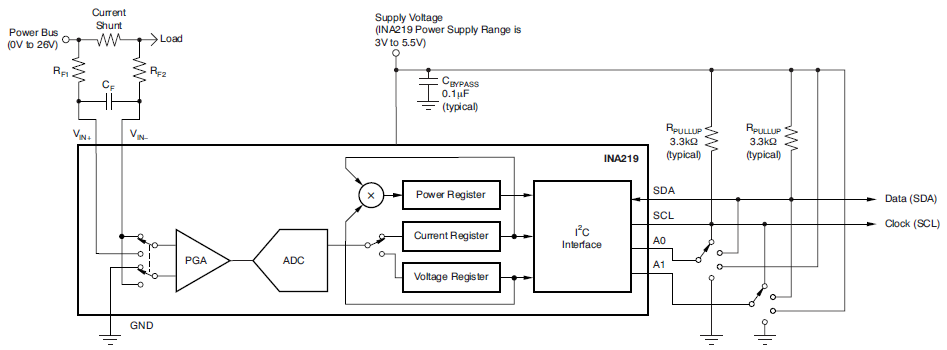 Current
Shunt
Power Bus
(0V to 26V)
Load
RF1
RF2
CF
VIN+
VIN–
Supply Voltage
(INA219 Power Supply Range is
3V to 5.5V)
CBYPASS
0.1µF
(typical)
RPULLUP
3.3kΩ
(typical)
RPULLUP
3.3kΩ
(typical)
INA219
×
Power Register
Current Register
Voltage Register
PGA
ADC
I2C
Interface
SDA
SCL
A0
A1
Data (SDA)
Clock (SCL)
GND